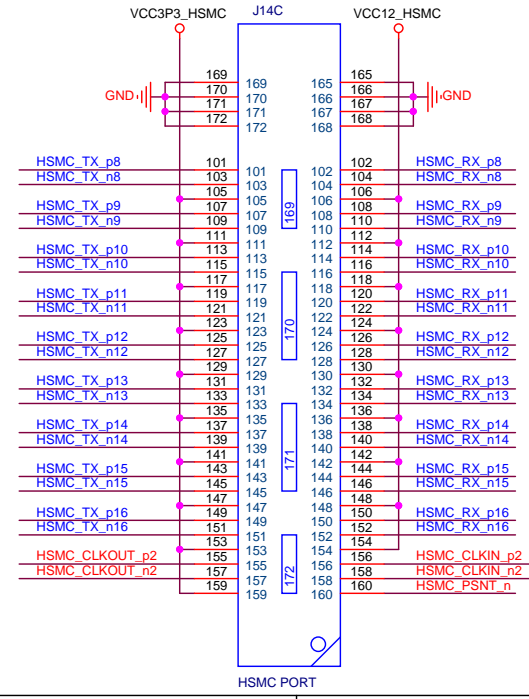 VCC3P3_HSMC J14C VCC12_HSMC
169 169 165 165
GND 170 170 166 166 GND
171 171 167 167
172 172 168 168
HSMC_TX_p8 101 101 102 102 HSMC_RX_p8
HSMC_TX_n8 103 103 104 104 HSMC_RX_n8
105 105 106 106
HSMC_TX_p9 107 107 169 108 108 HSMC_RX_p9
HSMC_TX_n9 109 109 110 110 HSMC_RX_n9
111 111 112 112
HSMC_TX_p10 113 113 114 114 HSMC_RX_p10
HSMC_TX_n10 115 115 116 116 HSMC_RX_n10
117 117 118 118
HSMC_TX_p11 119 119 120 120 HSMC_RX_p11
HSMC_TX_n11 121 121 122 122 HSMC_RX_n11
123 123 170 124 124
HSMC_TX_p12 125 125 126 126 HSMC_RX_p12
HSMC_TX_n12 127 127 128 128 HSMC_RX_n12
129 129 130 130
HSMC_TX_p13 131 131 132 132 HSMC_RX_p13
HSMC_TX_n13 133 133 134 134 HSMC_RX_n13
135 135 136 136
HSMC_TX_p14 137 137 138 138 HSMC_RX_p14
HSMC_TX_n14 139 139 140 140 HSMC_RX_n14
141 141 171 142 142
HSMC_TX_p15 143 143 144 144 HSMC_RX_p15
HSMC_TX_n15 145 145 146 146 HSMC_RX_n15
147 147 148 148
HSMC_TX_p16 149 149 150 150 HSMC_RX_p16
HSMC_TX_n16 151 151 152 152 HSMC_RX_n16
153 153 154 154
HSMC_CLKOUT_p2 155 155 156 156 HSMC_CLKIN_p2
HSMC_CLKOUT_n2 157 157 172 158 158 HSMC_CLKIN_n2
159 159 160 160 HSMC_PSNT_n
HSMC PORT